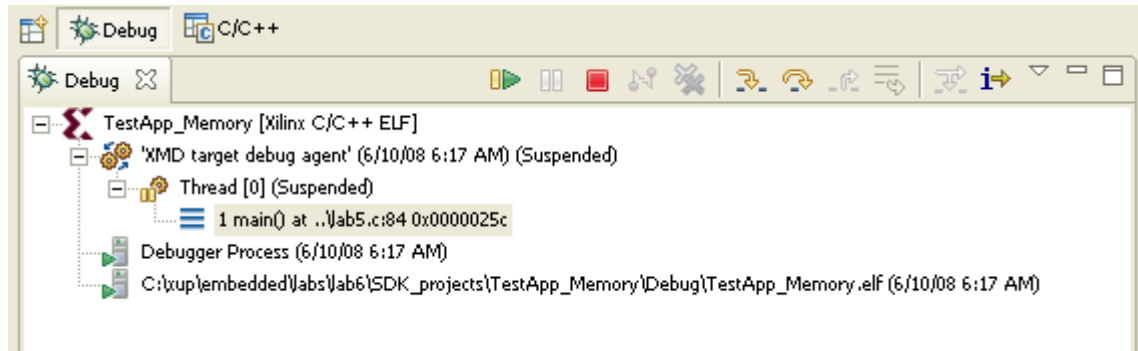 Debug C/C++
Debug
TestApp_Memory [Xilinx C/C++ ELF]
'XMD target debug agent' (6/10/08 6:17 AM) (Suspended)
Thread [0] (Suspended)
1 main() at ..\lab5.c:84 0x0000025c
Debugger Process (6/10/08 6:17 AM)
C:\xup\embedded\labs\lab6\SDK_projects\TestApp_Memory\Debug\TestApp_Memory.elf (6/10/08 6:17 AM)